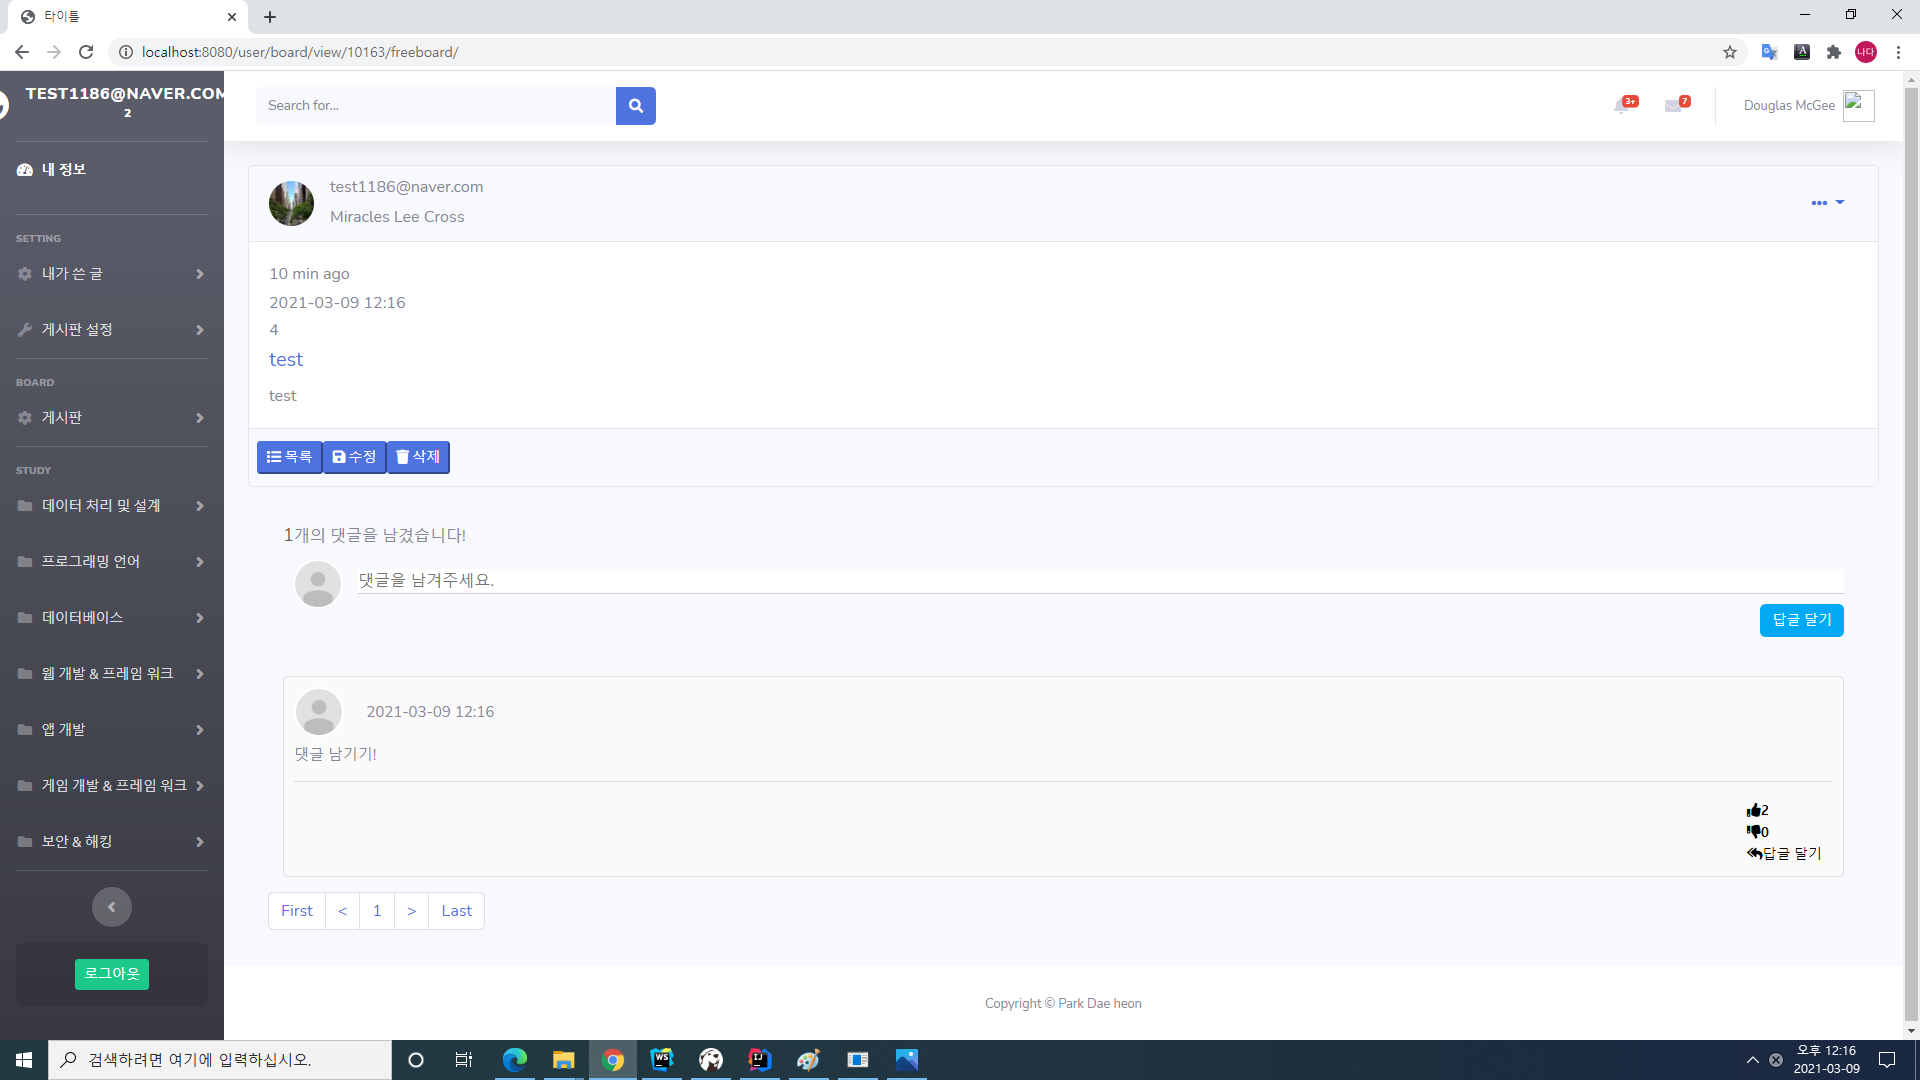 타이틀
localhost:8080/user/board/view/10163/freeboard/
나다
TEST1186@NAVER.COM
2
내 정보
SETTING
내가 쓴 글
게시판 설정
BOARD
게시판
STUDY
데이터 처리 및 설계
프로그래밍 언어
데이터베이스
웹 개발 & 프레임 워크
앱 개발
게임 개발 & 프레임 워크
보안 & 해킹
로그아웃
Search for...
3+
7
Douglas McGee
test1186@naver.com
Miracles Lee Cross
10 min ago
2021-03-09 12:16
4
test
test
목록 수정 삭제
1개의 댓글을 남겼습니다!
댓글을 남겨주세요.
답글 달기
2021-03-09 12:16
댓글 남기기!
2
0
답글 달기
First < 1 > Last
Copyright © Park Dae heon
검색하려면 여기에 입력하십시오.
WS
IJ
오후 12:16
2021-03-09